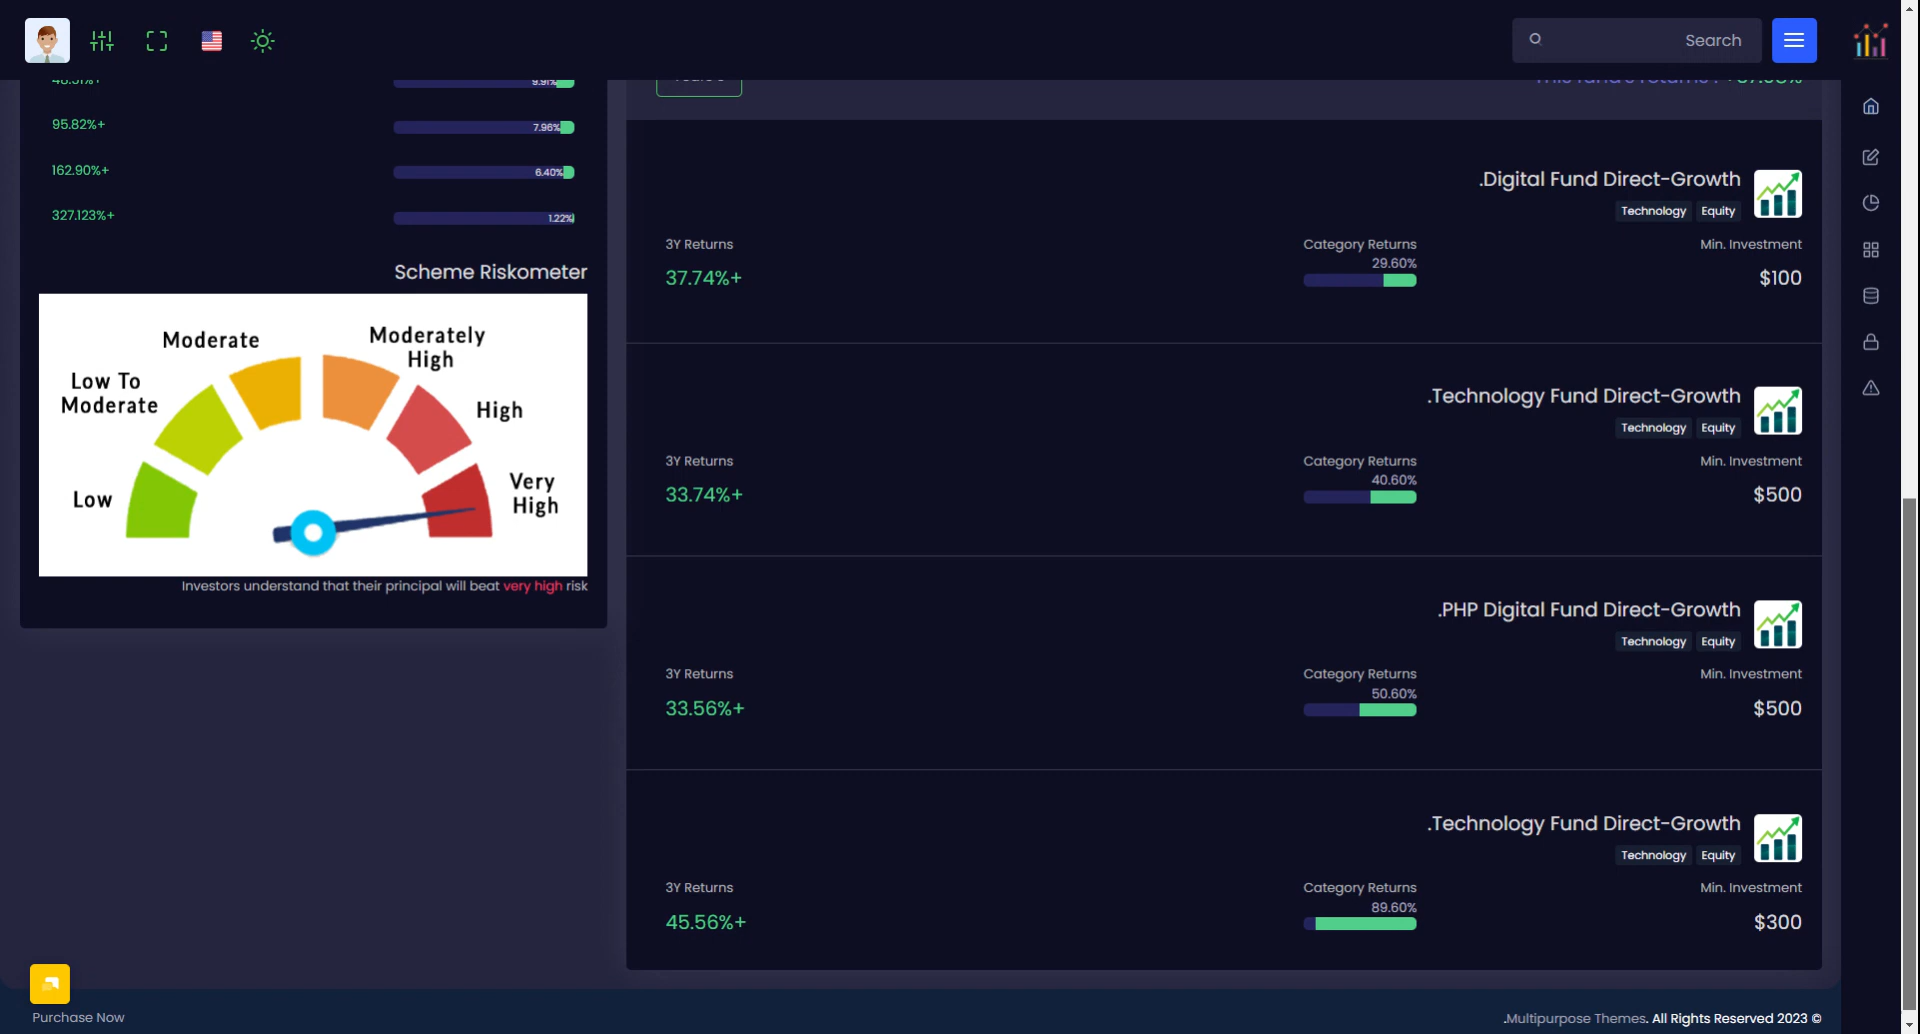 Search
48.51%+
9.91%
95.82%+
7.96%
162.90%+
6.40%
327.123%+
1.22%
Scheme Riskometer
Low
Low To
Moderate
Moderate
Moderately
High
High
Very
High
Investors understand that their principal will beat very high risk
.Digital Fund Direct-Growth
Technology Equity
3Y Returns
37.74%+
Category Returns
29.60%
Min. Investment
$100
.Technology Fund Direct-Growth
Technology Equity
3Y Returns
33.74%+
Category Returns
40.60%
Min. Investment
$500
.PHP Digital Fund Direct-Growth
Technology Equity
3Y Returns
33.56%+
Category Returns
50.60%
Min. Investment
$500
.Technology Fund Direct-Growth
Technology Equity
3Y Returns
45.56%+
Category Returns
89.60%
Min. Investment
$300
Purchase Now
.Multipurpose Themes. All Rights Reserved 2023 ©